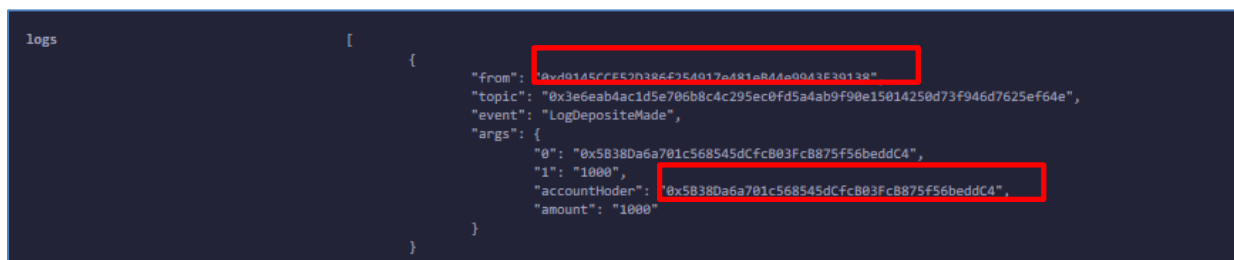 logs [
{
"from": "0xd9145CCE52D386f254917e481eB44e9943F39138",
"topic": "0x3e6eab4ac1d5e706b8c4c295ec0fd5a4ab9f90e15014250d73f946d7625ef64e",
"event": "LogDepositeMade",
"args": {
"0": "0x5B38Da6a701c568545dCfcB03FcB875f56beddC4",
"1": "1000",
"accountHoder": "0x5B38Da6a701c568545dCfcB03FcB875f56beddC4",
"amount": "1000"
}
}